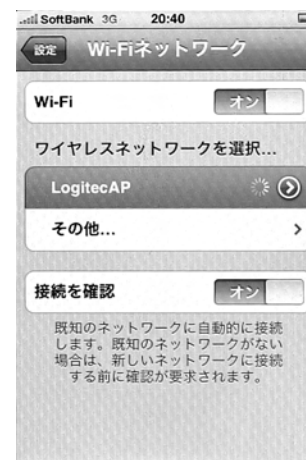 SoftBank 3G 20:40
設定 Wi-Fiネットワーク
Wi-Fi オン
ワイヤレスネットワークを選択...
LogitecAP
その他...
接続を確認 オン
既知のネットワークに自動的に接続
します。既知のネットワークがない
場合は、新しいネットワークに接続
する前に確認が要求されます。